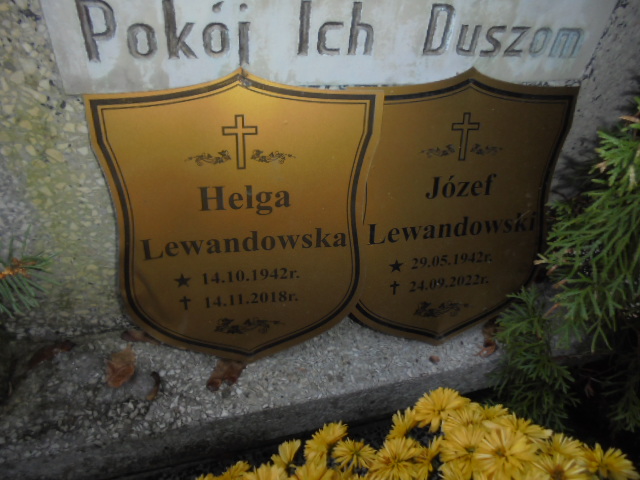 Pokój Ich Duszom
Helga
Lewandowska
★ 14.10.1942r.
✝ 14.11.2018r.
Józef
Lewandowski
★ 29.05.1942r.
✝ 24.09.2022r.